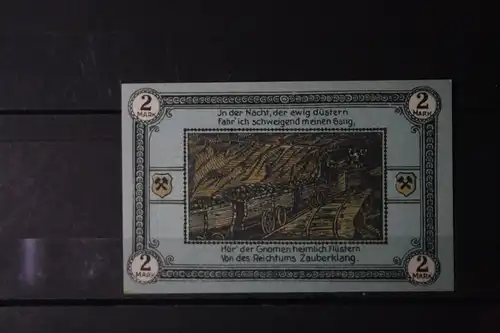 2
MARK
2
MARK
In der Nacht, der ewig düstern
Fahr' ich schweigend meinen Gang,
Hör' der Gnomen heimlich Flüstern
Von des Reichtums Zauberklang.
2
MARK
2
MARK